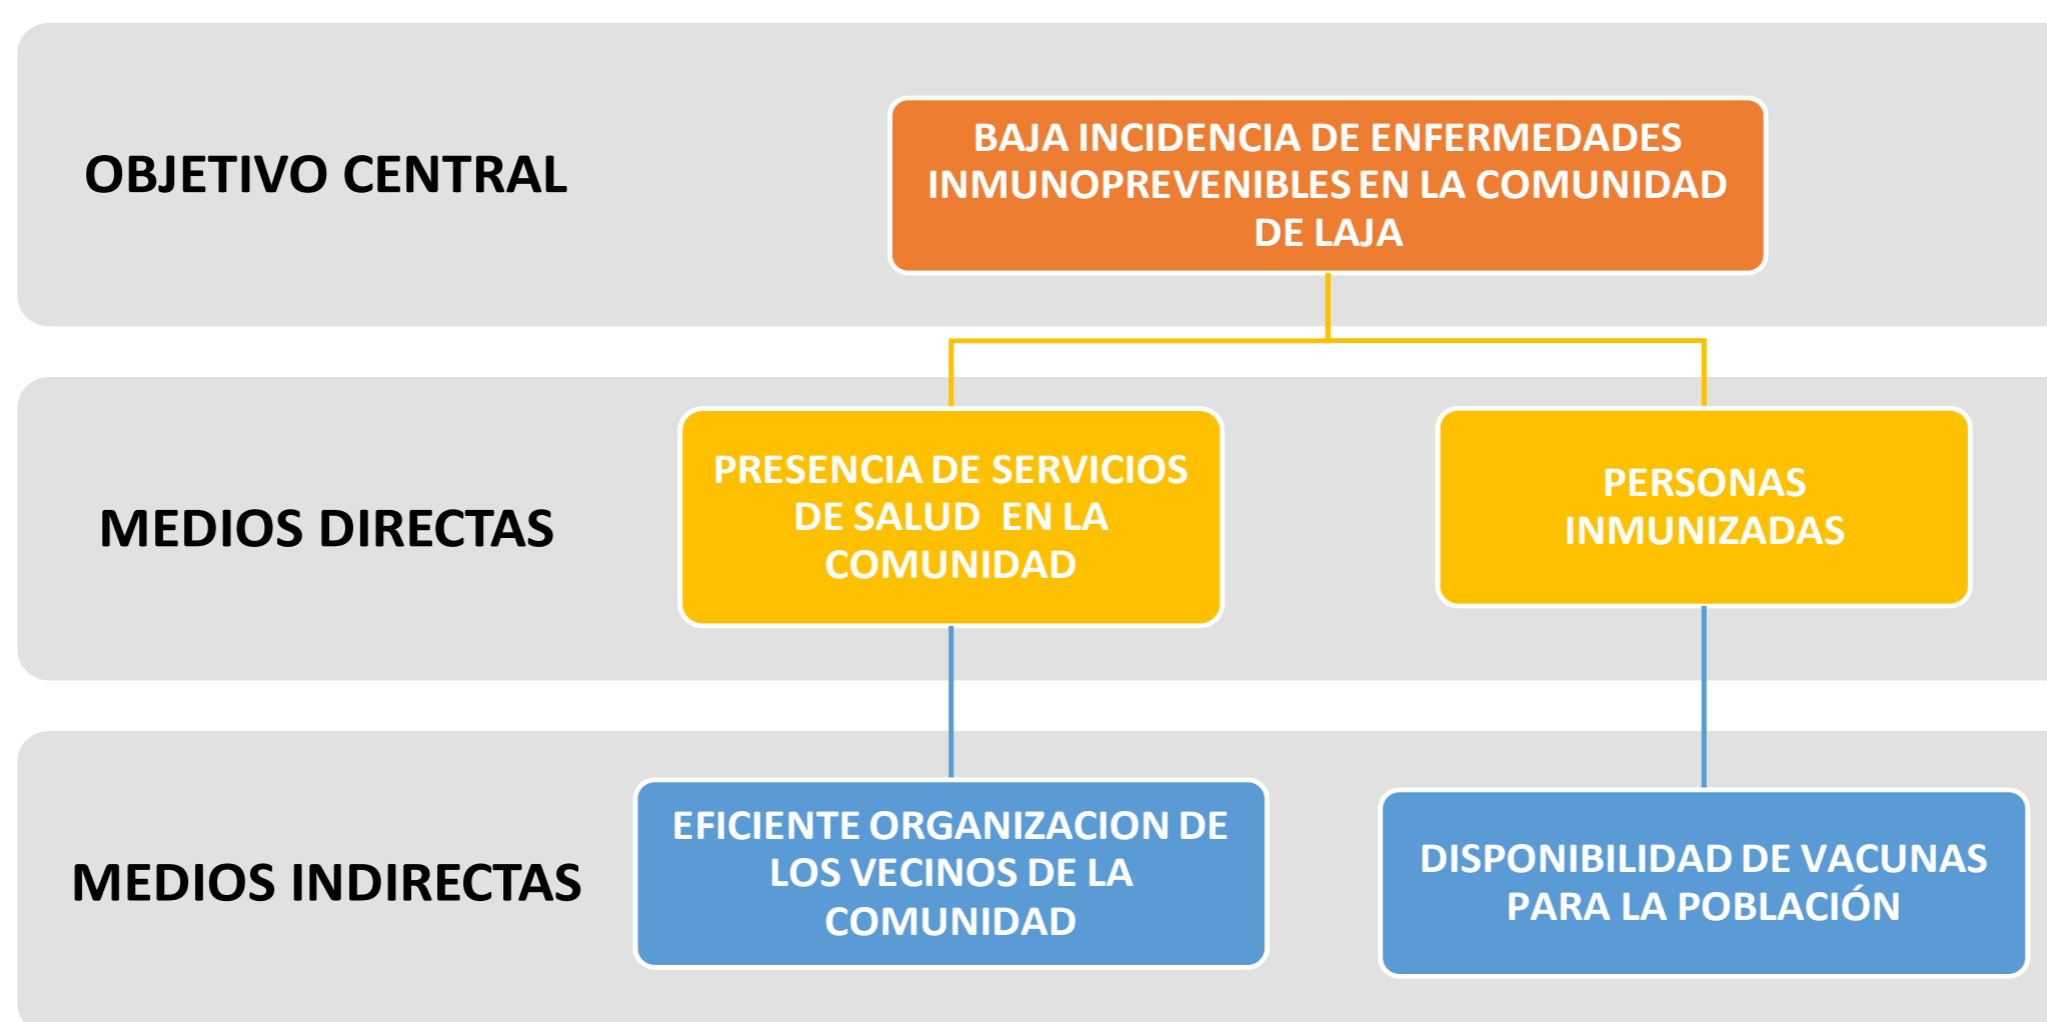 OBJETIVO CENTRAL
BAJA INCIDENCIA DE ENFERMEDADES
INMUNOPREVENIBLES EN LA COMUNIDAD
DE LAJA
MEDIOS DIRECTAS
PRESENCIA DE SERVICIOS
DE SALUD EN LA
COMUNIDAD
PERSONAS
INMUNIZADAS
MEDIOS INDIRECTAS
EFICIENTE ORGANIZACION DE
LOS VECINOS DE LA
COMUNIDAD
DISPONIBILIDAD DE VACUNAS
PARA LA POBLACIÓN